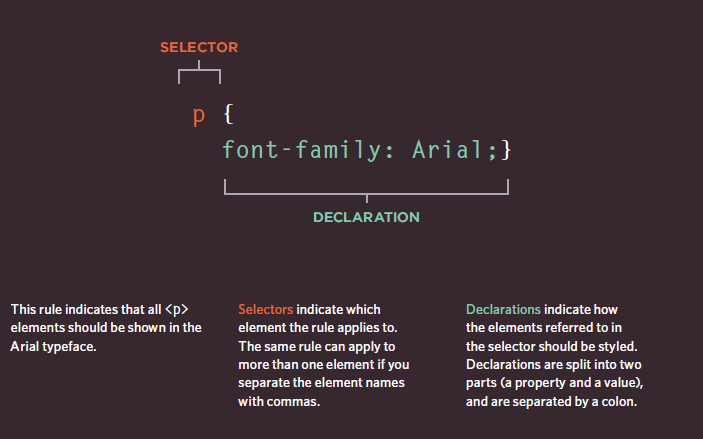 SELECTOR
p {
font-family: Arial;}
DECLARATION
This rule indicates that all <p>
elements should be shown in the
Arial typeface.
Selectors indicate which
element the rule applies to.
The same rule can apply to
more than one element if you
separate the element names
with commas.
Declarations indicate how
the elements referred to in
the selector should be styled.
Declarations are split into two
parts (a property and a value),
and are separated by a colon.